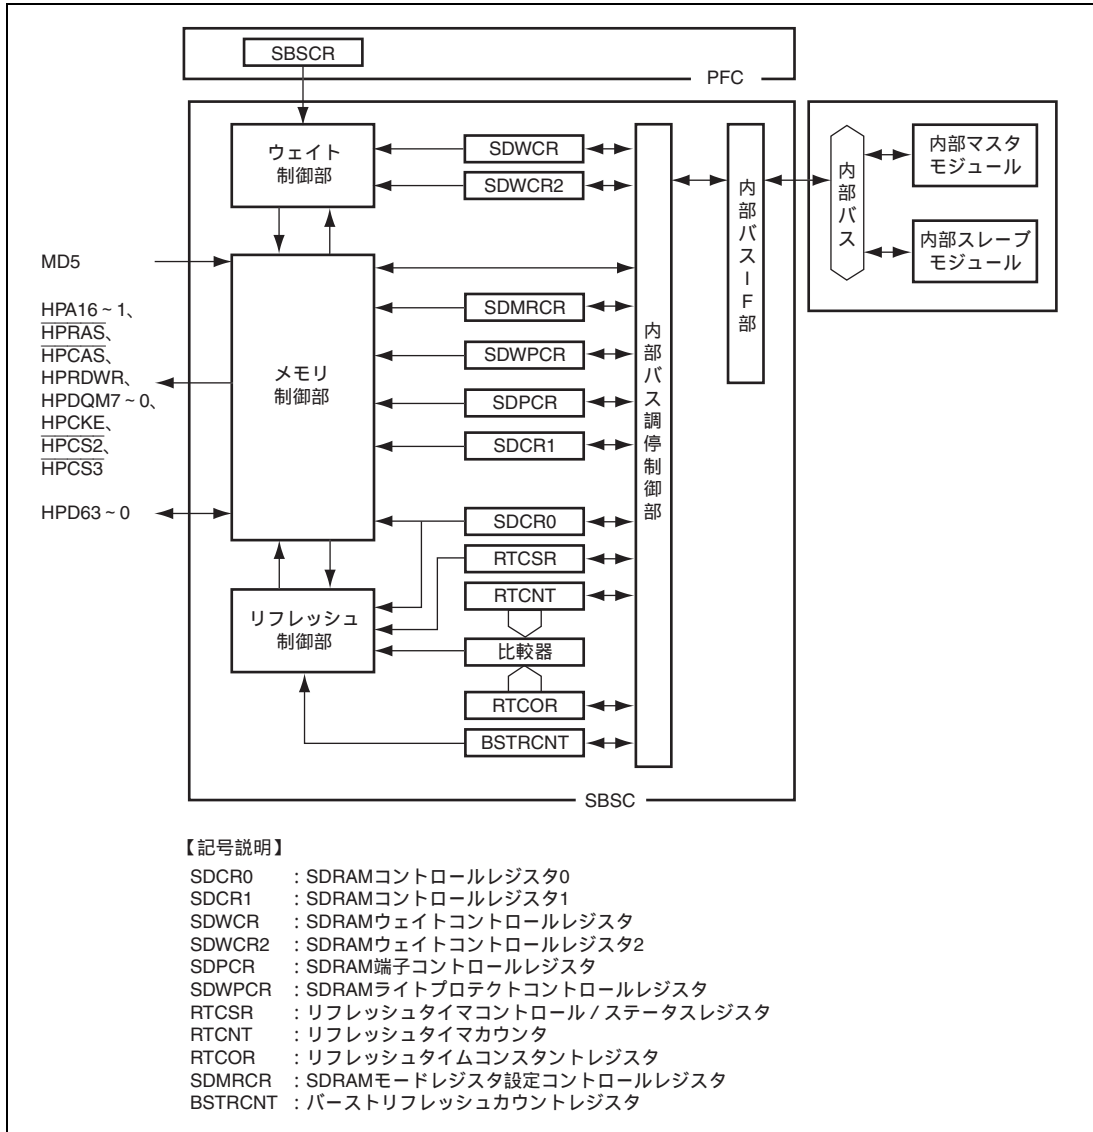 SBSCR
PFC
ウェイト
制御部
SDWCR
SDWCR2
内部バスIF部
内部バス
内部マスタ
モジュール
内部スレーブ
モジュール
MD5
HPA16~1、
HPRAS、
HPCAS、
HPRDWR、
HPDQM7~0、
HPCKE、
HPCS2、
HPCS3
HPD63~0
メモリ
制御部
SDMRCR
SDWPCR
SDPCR
SDCR1
SDCR0
RTCSR
RTCNT
比較器
RTCOR
BSTRCNT
内部バス調停制御部
リフレッシュ
制御部
SBSC
【記号説明】
SDCR0 :SDRAMコントロールレジスタ0
SDCR1 :SDRAMコントロールレジスタ1
SDWCR :SDRAMウェイトコントロールレジスタ
SDWCR2 :SDRAMウェイトコントロールレジスタ2
SDPCR :SDRAM端子コントロールレジスタ
SDWPCR :SDRAMライトプロテクトコントロールレジスタ
RTCSR :リフレッシュタイマコントロール/ステータスレジスタ
RTCNT :リフレッシュタイマカウンタ
RTCOR :リフレッシュタイムコンスタントレジスタ
SDMRCR :SDRAMモードレジスタ設定コントロールレジスタ
BSTRCNT :バーストリフレッシュカウントレジスタ